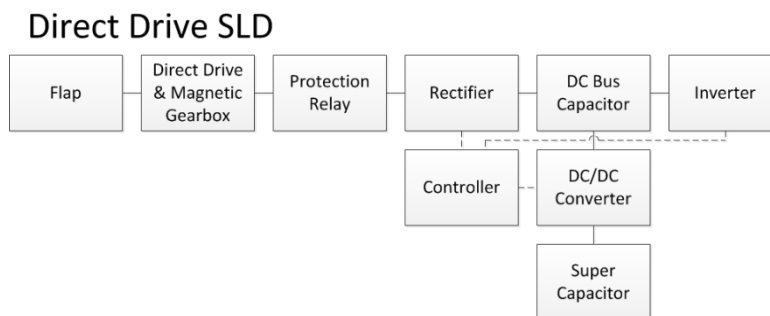 Direct Drive SLD
Flap
Direct Drive
& Magnetic
Gearbox
Protection
Relay
Rectifier
DC Bus
Capacitor
Inverter
Controller
DC/DC
Converter
Super
Capacitor